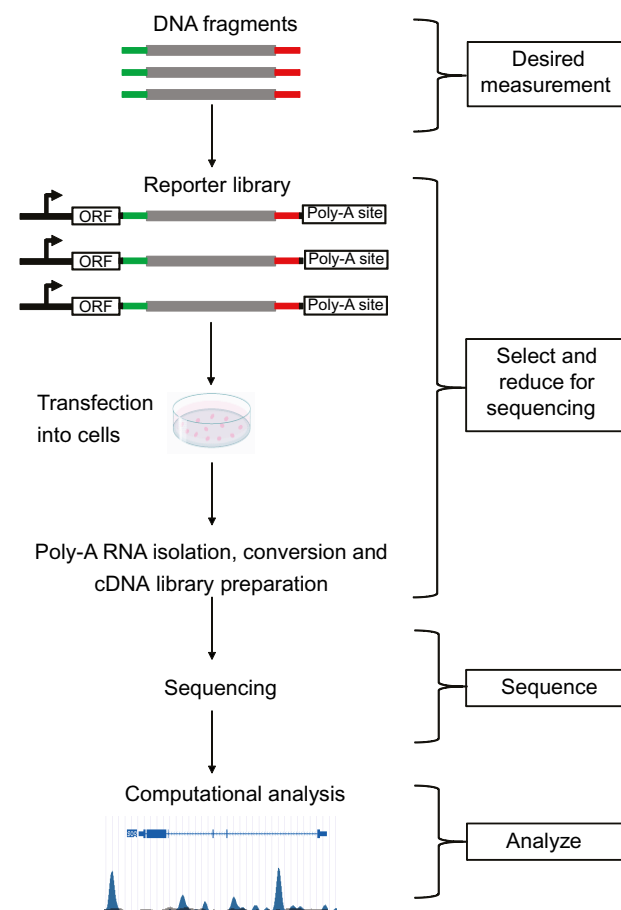 DNA fragments
Desired
measurement
Reporter library
ORF
Poly-A site
ORF
Poly-A site
ORF
Poly-A site
Select and
reduce for
sequencing
Transfection
into cells
Poly-A RNA isolation, conversion and
cDNA library preparation
Sequencing
Sequence
Computational analysis
Analyze